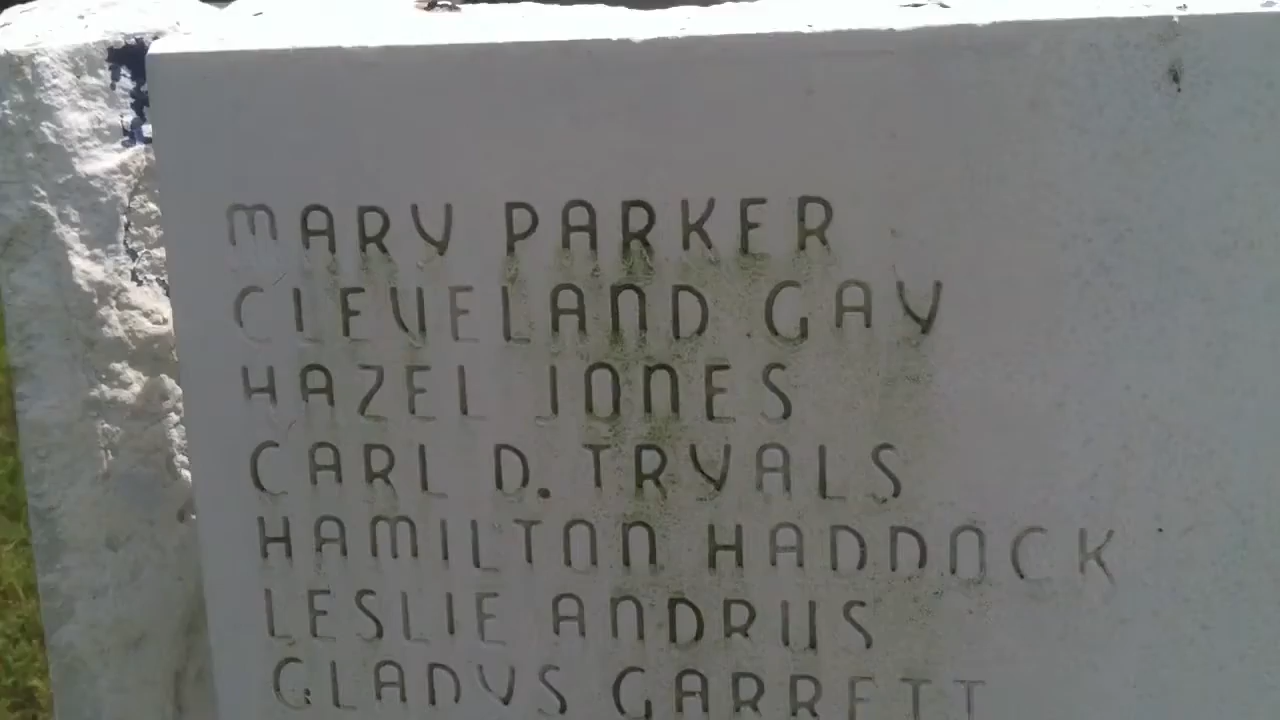 MARY PARKER
CLEVELAND GAY
HAZEL JONES
CARL D. TRYALS
HAMILTON HADDOCK
LESLIE ANDRUS
GLADYS GARRETT